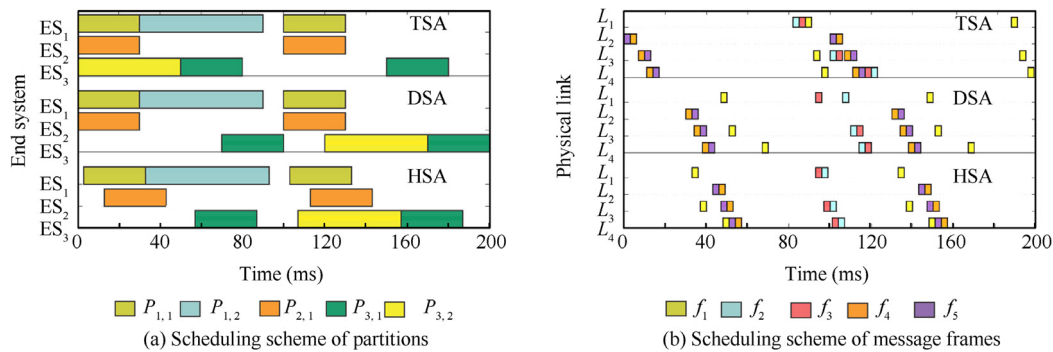 End system
ES1
ES2
ES3
TSA
ES1
ES2
ES3
DSA
ES1
ES2
ES3
HSA
0 40 80 120 160 200
Time (ms)
P1, 1 P1, 2 P2, 1 P3, 1 P3, 2
(a) Scheduling scheme of partitions
Physical link
L1
L2
L3
L4
TSA
L1
L2
L3
L4
DSA
L1
L2
L3
L4
HSA
0 40 80 120 160 200
Time (ms)
f1 f2 f3 f4 f5
(b) Scheduling scheme of message frames